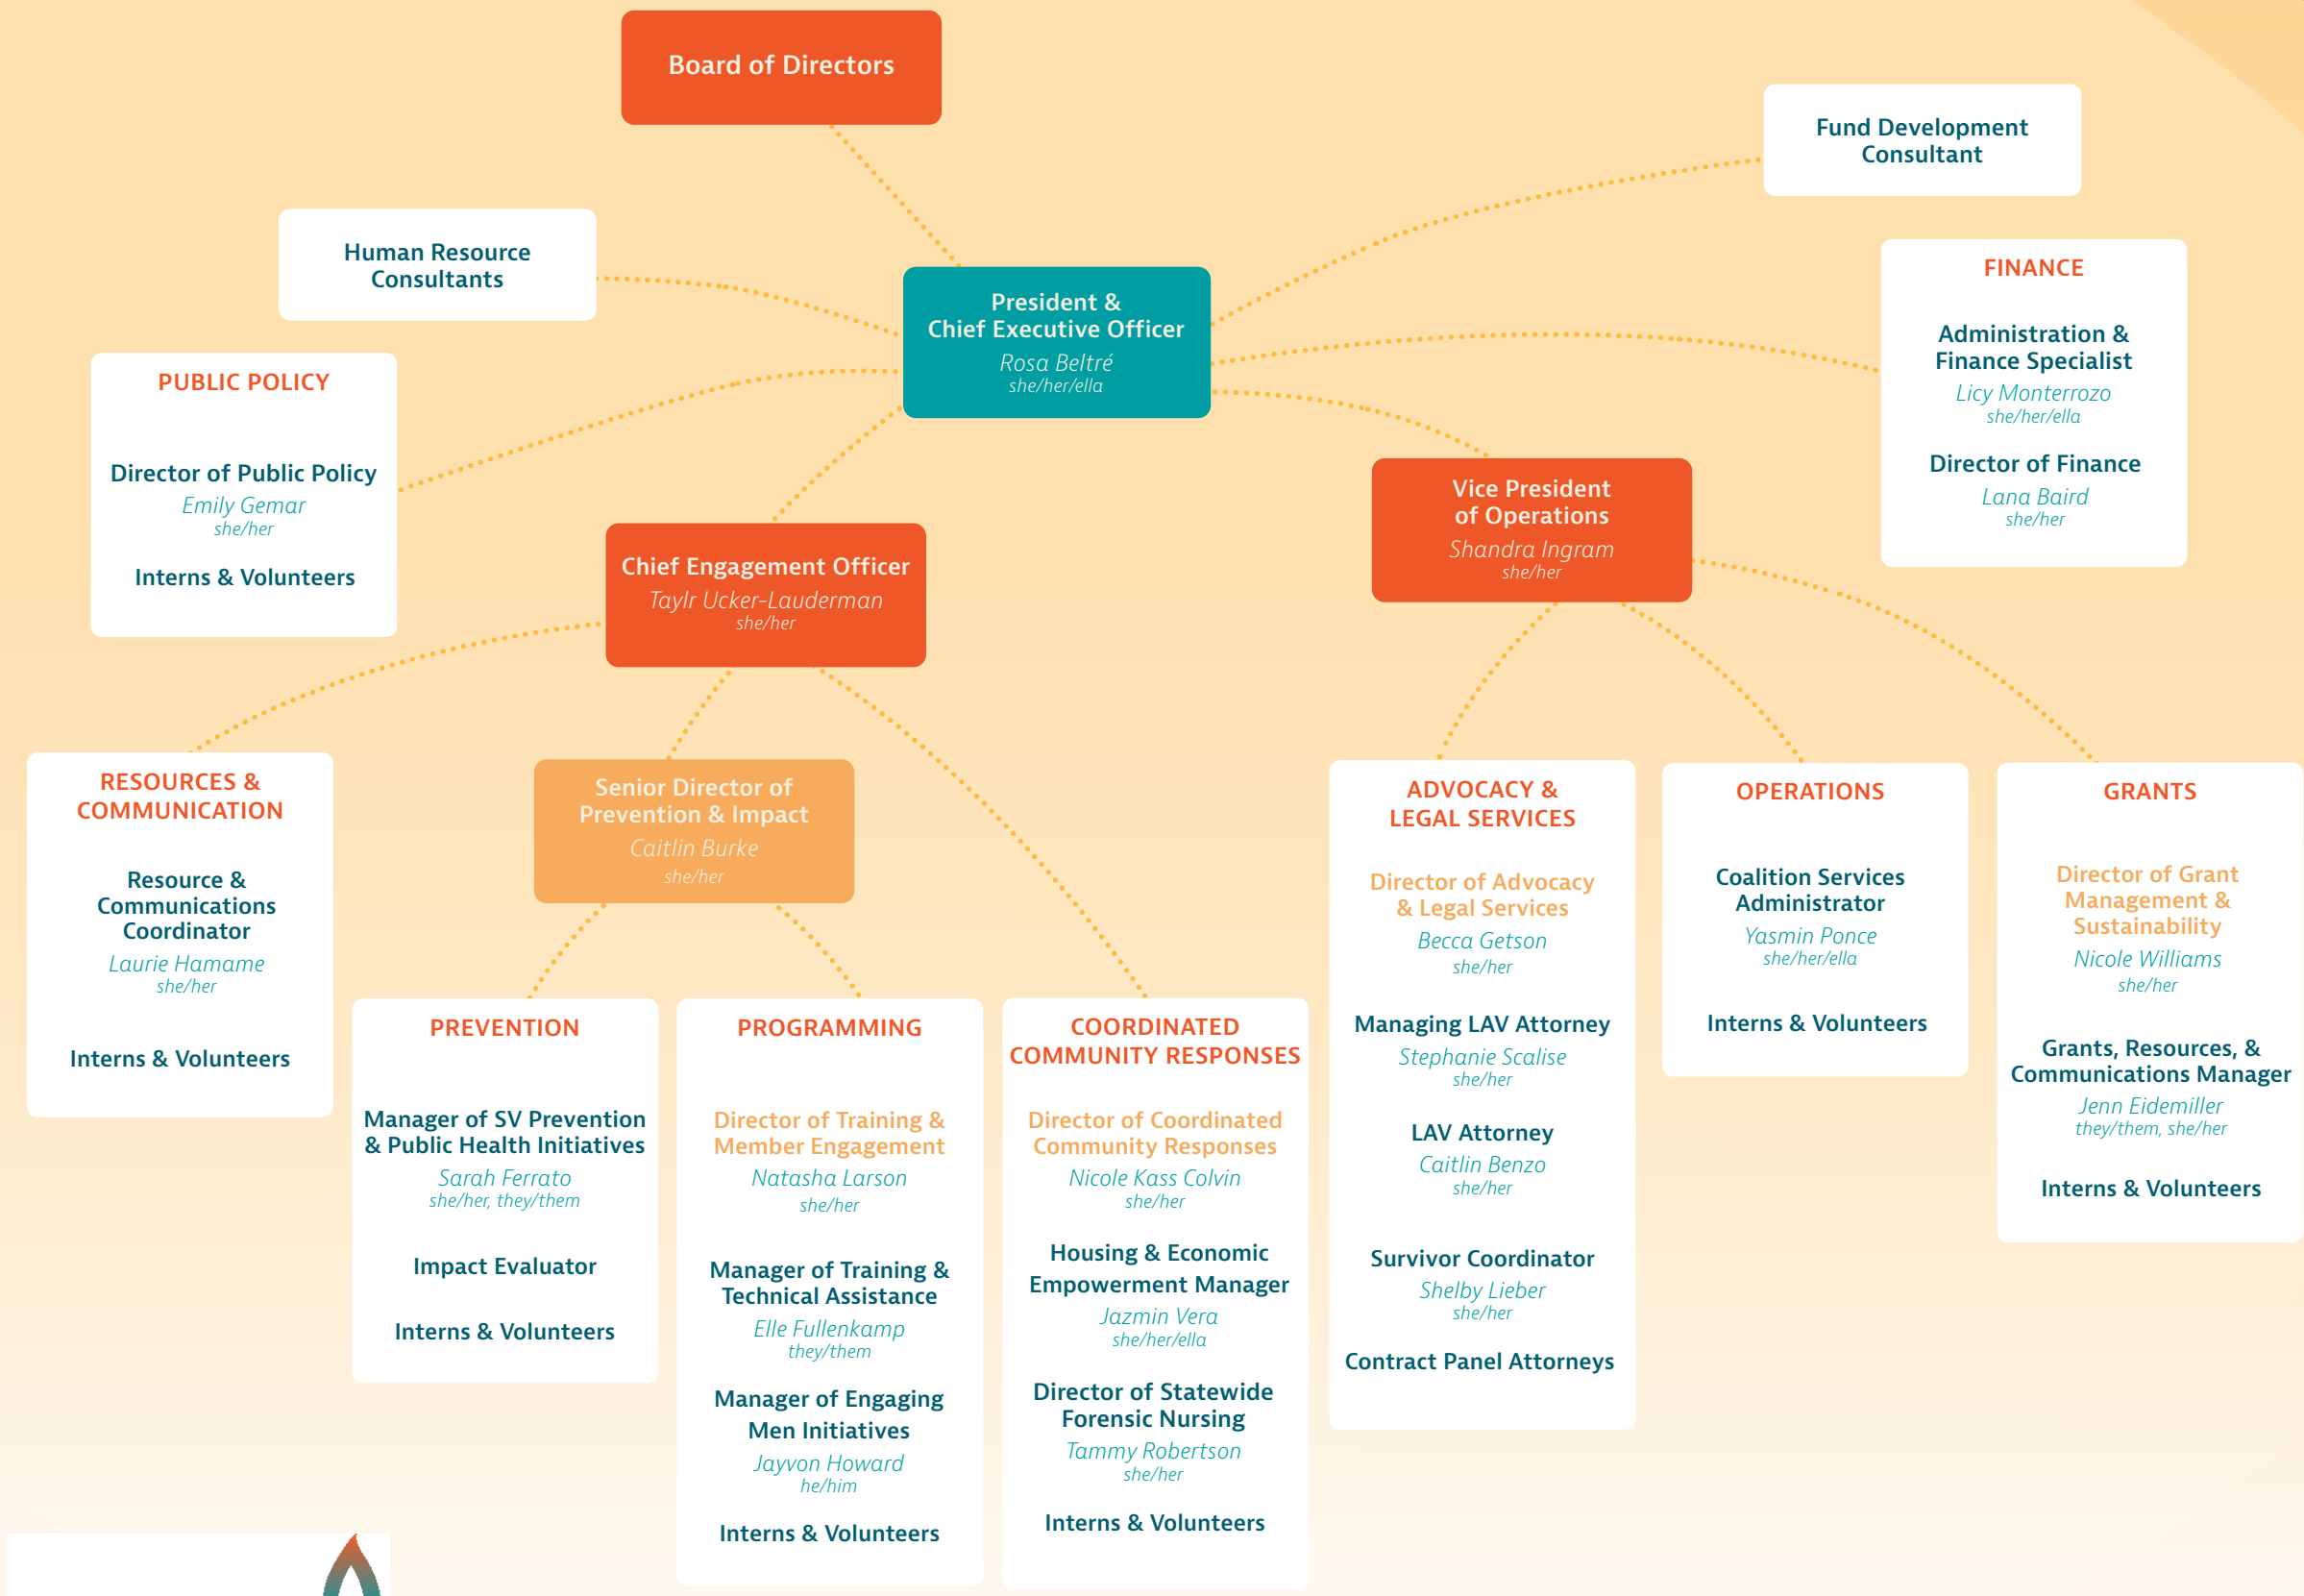 Board of Directors
Fund Development
Consultant
Human Resource
Consultants
President &
Chief Executive Officer
Rosa Beltré
she/her/ella
FINANCE
Administration &
Finance Specialist
Licy Monterrozo
she/her/ella
Director of Finance
Lana Baird
she/her
PUBLIC POLICY
Director of Public Policy
Emily Gemar
she/her
Interns & Volunteers
Chief Engagement Officer
Taylr Ucker-Lauderman
she/her
Vice President
of Operations
Shandra Ingram
she/her
RESOURCES &
COMMUNICATION
Resource &
Communications
Coordinator
Laurie Hamame
she/her
Interns & Volunteers
Senior Director of
Prevention & Impact
Caitlin Burke
she/her
PREVENTION
Manager of SV Prevention
& Public Health Initiatives
Sarah Ferrato
she/her, they/them
Impact Evaluator
Interns & Volunteers
PROGRAMMING
Director of Training &
Member Engagement
Natasha Larson
she/her
Manager of Training &
Technical Assistance
Elle Fullenkamp
they/them
Manager of Engaging
Men Initiatives
Jayvon Howard
he/him
Interns & Volunteers
COORDINATED
COMMUNITY RESPONSES
Director of Coordinated
Community Responses
Nicole Kass Colvin
she/her
Housing & Economic
Empowerment Manager
Jazmin Vera
she/her/ella
Director of Statewide
Forensic Nursing
Tammy Robertson
she/her
Interns & Volunteers
ADVOCACY &
LEGAL SERVICES
Director of Advocacy
& Legal Services
Becca Getson
she/her
Managing LAV Attorney
Stephanie Scalise
she/her
LAV Attorney
Caitlin Benzo
she/her
Survivor Coordinator
Shelby Lieber
she/her
Contract Panel Attorneys
OPERATIONS
Coalition Services
Administrator
Yasmin Ponce
she/her/ella
Interns & Volunteers
GRANTS
Director of Grant
Management &
Sustainability
Nicole Williams
she/her
Grants, Resources, &
Communications Manager
Jenn Eidemiller
they/them, she/her
Interns & Volunteers